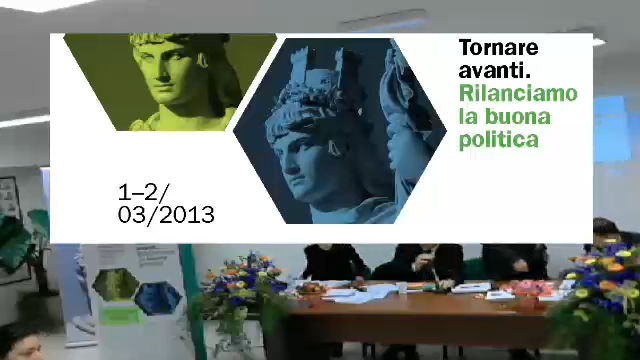 Tornare
avanti.
Rilanciamo
la buona
politica
1–2/
03/2013